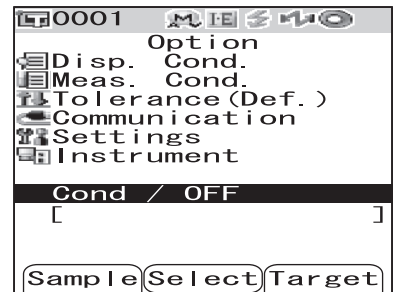 0001 M I·E
Option
Disp. Cond.
Meas. Cond.
Tolerance(Def.)
Communication
Settings
Instrument
Cond / OFF
[ ]
Sample Select Target